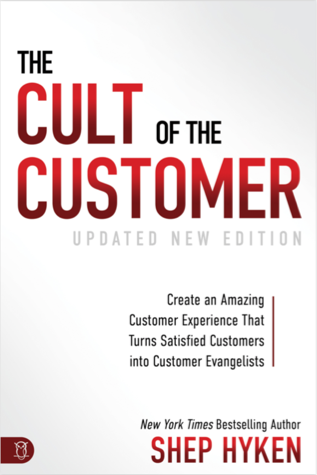 THE
CULT OF THE
CUSTOMER
UPDATED NEW EDITION
Create an Amazing
Customer Experience That
Turns Satisfied Customers
into Customer Evangelists
New York Times Bestselling Author
SHEP HYKEN